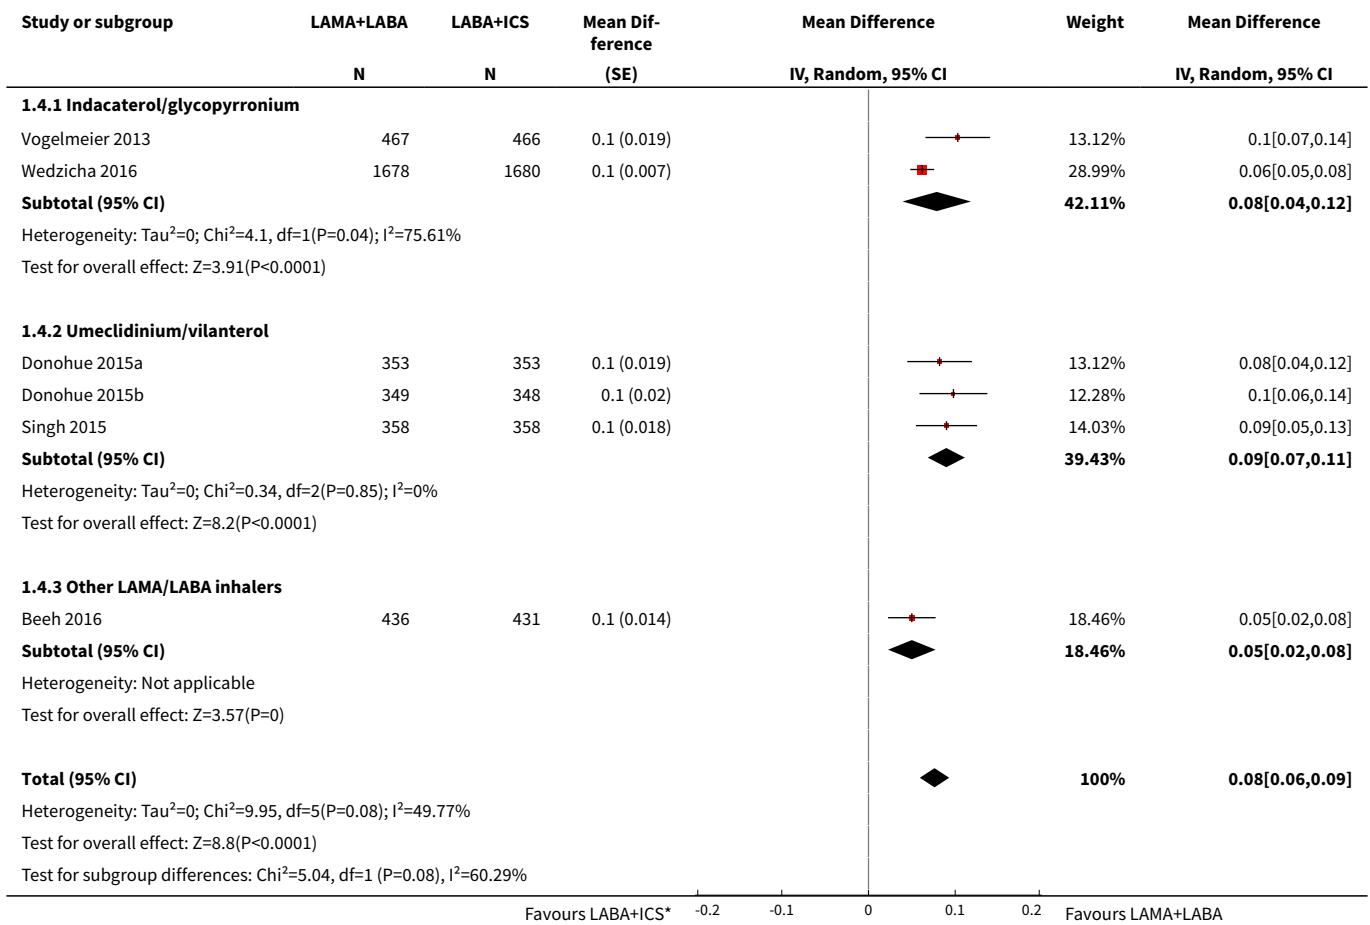 Study or subgroup LAMA+LABA LABA+ICS Mean Dif- Mean Difference Weight Mean Difference
ference
N N (SE) IV, Random, 95% CI IV, Random, 95% CI
1.4.1 Indacaterol/glycopyrronium
Vogelmeier 2013 467 466 0.1 (0.019) 13.12% 0.1[0.07,0.14]
Wedzicha 2016 1678 1680 0.1 (0.007) 28.99% 0.06[0.05,0.08]
Subtotal (95% CI) 42.11% 0.08[0.04,0.12]
Heterogeneity: Tau²=0; Chi²=4.1, df=1(P=0.04); I²=75.61%
Test for overall effect: Z=3.91(P<0.0001)
1.4.2 Umeclidinium/vilanterol
Donohue 2015a 353 353 0.1 (0.019) 13.12% 0.08[0.04,0.12]
Donohue 2015b 349 348 0.1 (0.02) 12.28% 0.1[0.06,0.14]
Singh 2015 358 358 0.1 (0.018) 14.03% 0.09[0.05,0.13]
Subtotal (95% CI) 39.43% 0.09[0.07,0.11]
Heterogeneity: Tau²=0; Chi²=0.34, df=2(P=0.85); I²=0%
Test for overall effect: Z=8.2(P<0.0001)
1.4.3 Other LAMA/LABA inhalers
Beeh 2016 436 431 0.1 (0.014) 18.46% 0.05[0.02,0.08]
Subtotal (95% CI) 18.46% 0.05[0.02,0.08]
Heterogeneity: Not applicable
Test for overall effect: Z=3.57(P=0)
Total (95% CI) 100% 0.08[0.06,0.09]
Heterogeneity: Tau²=0; Chi²=9.95, df=5(P=0.08); I²=49.77%
Test for overall effect: Z=8.8(P<0.0001)
Test for subgroup differences: Chi²=5.04, df=1 (P=0.08), I²=60.29%
Favours LABA+ICS* -0.2 -0.1 0 0.1 0.2 Favours LAMA+LABA